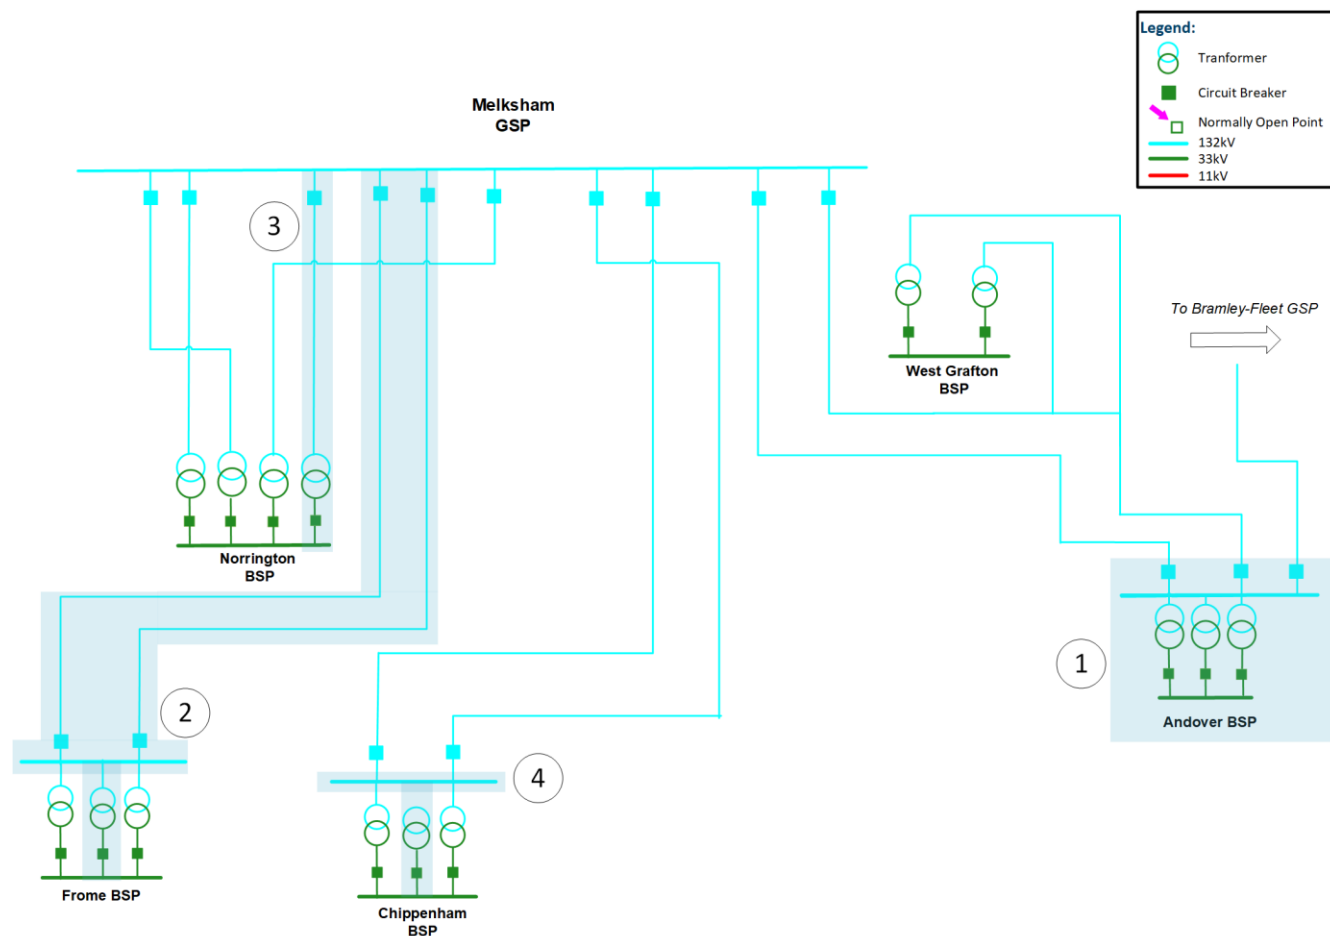 Legend:
Tranformer
Circuit Breaker
Normally Open Point
132kV
33kV
11kV
Melksham
GSP
3
To Bramley-Fleet GSP
West Grafton
BSP
Norrington
BSP
1
2
Andover BSP
4
Frome BSP
Chippenham
BSP